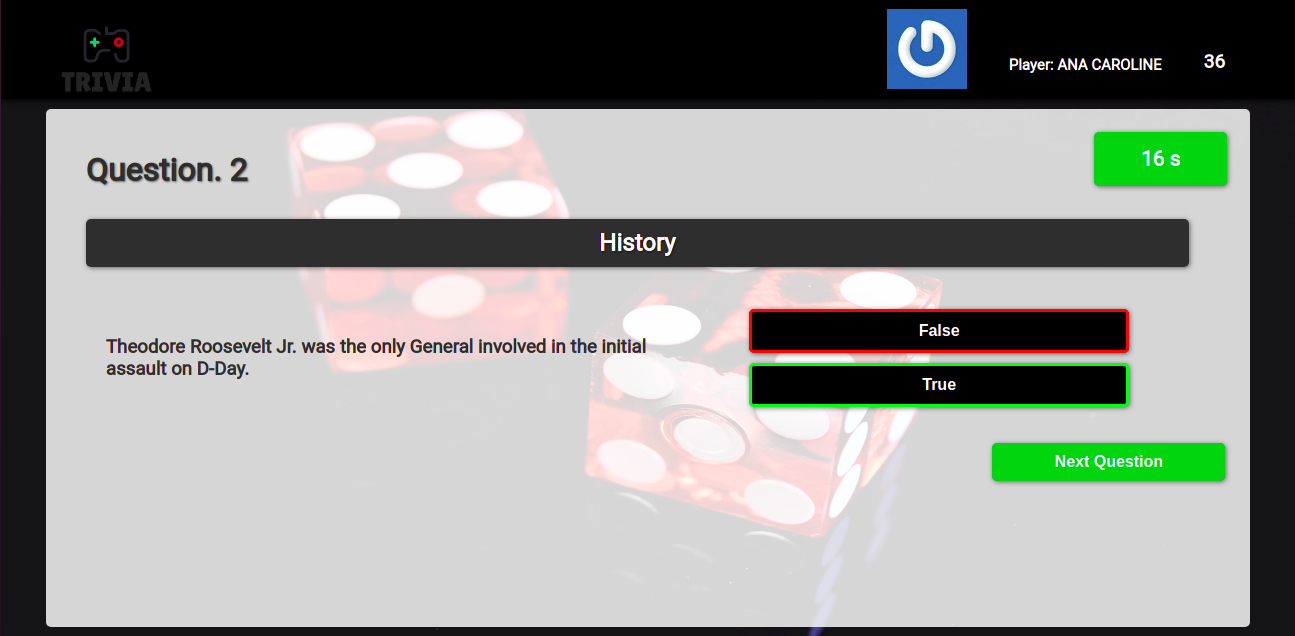 TRIVIA
Player: ANA CAROLINE
36
Question. 2
16 s
History
Theodore Roosevelt Jr. was the only General involved in the initial
assault on D-Day.
False
True
Next Question